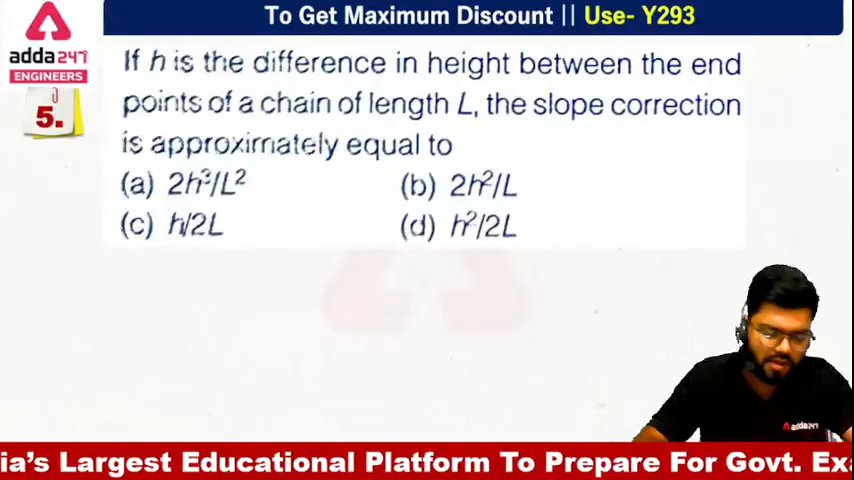 To Get Maximum Discount || Use- Y293
adda247
ENGINEERS
5.
If h is the difference in height between the end
points of a chain of length L, the slope correction
is approximately equal to
(a) 2h³/L² (b) 2h²/L
(c) h/2L (d) h²/2L
adda247
ia's Largest Educational Platform To Prepare For Govt. Exa